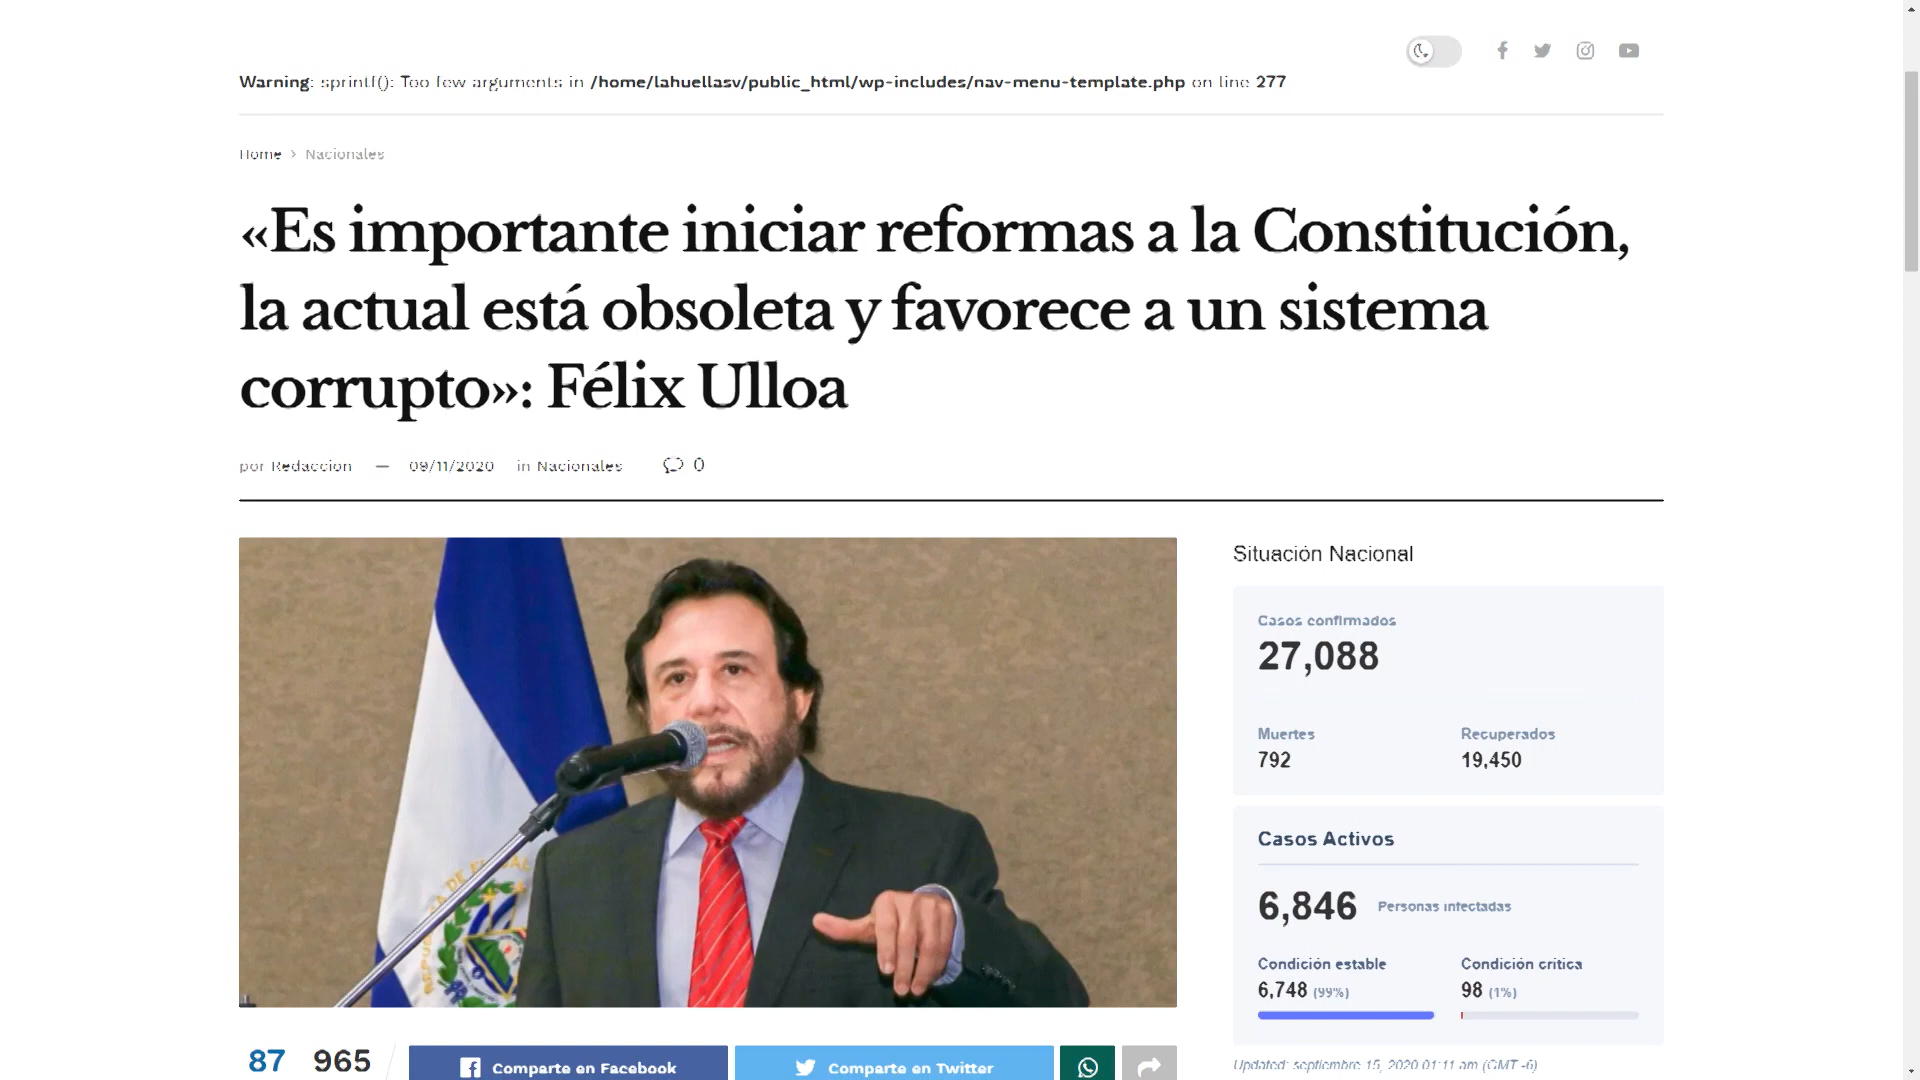 Warning: sprintf(): Too few arguments in /home/lahuellasv/public_html/wp-includes/nav-menu-template.php on line 277
Home > Nacionales
«Es importante iniciar reformas a la Constitución,
la actual está obsoleta y favorece a un sistema
corrupto»: Félix Ulloa
por Redaccion — 09/11/2020 in Nacionales 0
Situación Nacional
Casos confirmados
27,088
Muertes Recuperados
792 19,450
Casos Activos
6,846 Personas infectadas
Condición estable Condición crítica
6,748 (99%) 98 (1%)
87 965 Comparte en Facebook Comparte en Twitter
Updated: septiembre 15, 2020 01:11 am (GMT -6)